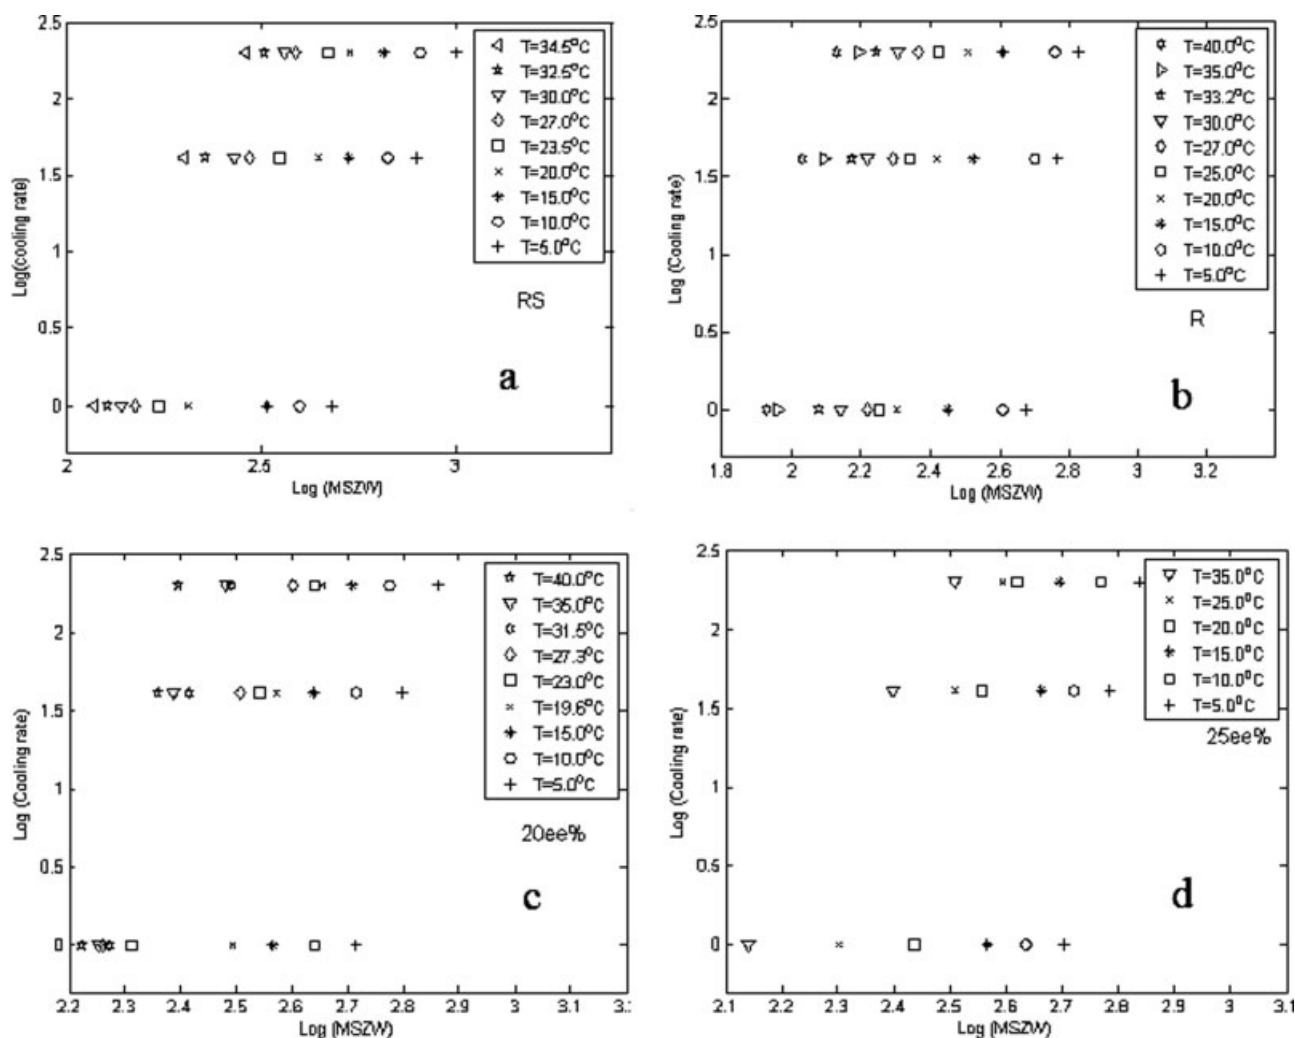 2.5
2
1.5
1
0.5
0
Log(cooling rate)
T=34.5°C
T=32.5°C
T=30.0°C
T=27.0°C
T=23.5°C
T=20.0°C
T=15.0°C
T=10.0°C
T=5.0°C
RS
a
2 2.5 3
Log (MSZW)
2.5
2
1.5
1
0.5
0
Log (Cooling rate)
T=40.0°C
T=35.0°C
T=33.2°C
T=30.0°C
T=27.0°C
T=25.0°C
T=20.0°C
T=15.0°C
T=10.0°C
T=5.0°C
R
b
1.8 2 2.2 2.4 2.6 2.8 3 3.2
Log (MSZW)
2.5
2
1.5
1
0.5
0
Log (Cooling rate)
T=40.0°C
T=35.0°C
T=31.5°C
T=27.3°C
T=23.0°C
T=19.6°C
T=15.0°C
T=10.0°C
T=5.0°C
20ee%
c
2.2 2.3 2.4 2.5 2.6 2.7 2.8 2.9 3 3.1
Log (MSZW)
2.5
2
1.5
1
0.5
0
Log (Cooling rate)
T=35.0°C
T=25.0°C
T=20.0°C
T=15.0°C
T=10.0°C
T=5.0°C
25ee%
d
2.1 2.2 2.3 2.4 2.5 2.6 2.7 2.8 2.9 3 3.1
Log (MSZW)